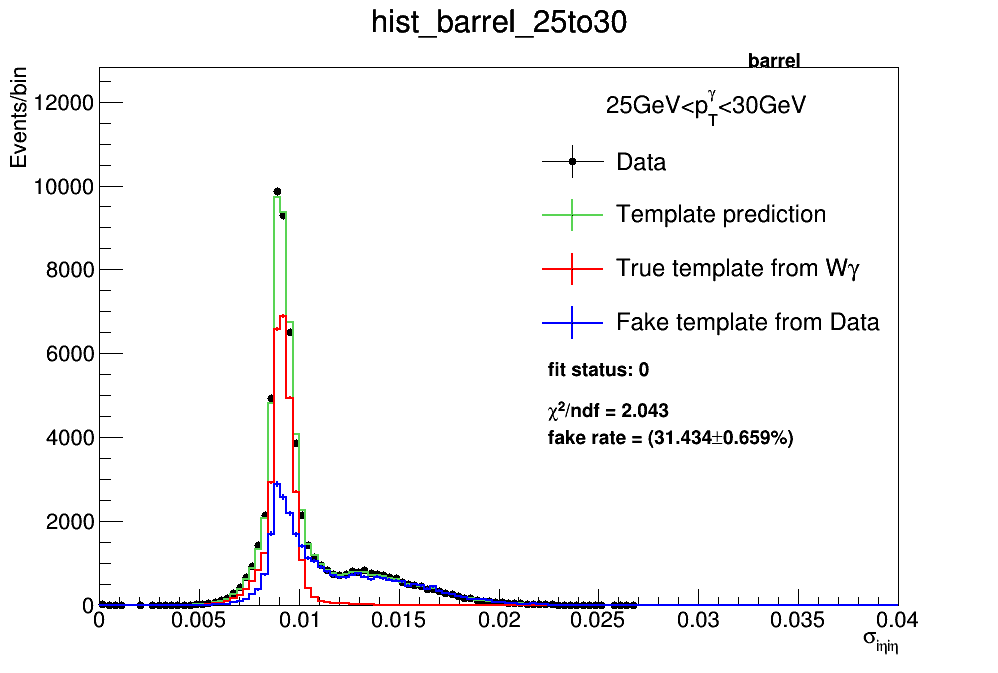 hist_barrel_25to30
barrel
Events/bin
25GeV<p_T^γ<30GeV
Data
Template prediction
True template from Wγ
Fake template from Data
fit status: 0
χ²/ndf = 2.043
fake rate = (31.434±0.659%)
12000
10000
8000
6000
4000
2000
0
0 0.005 0.01 0.015 0.02 0.025 0.03 0.035 0.04
σ_iηiη